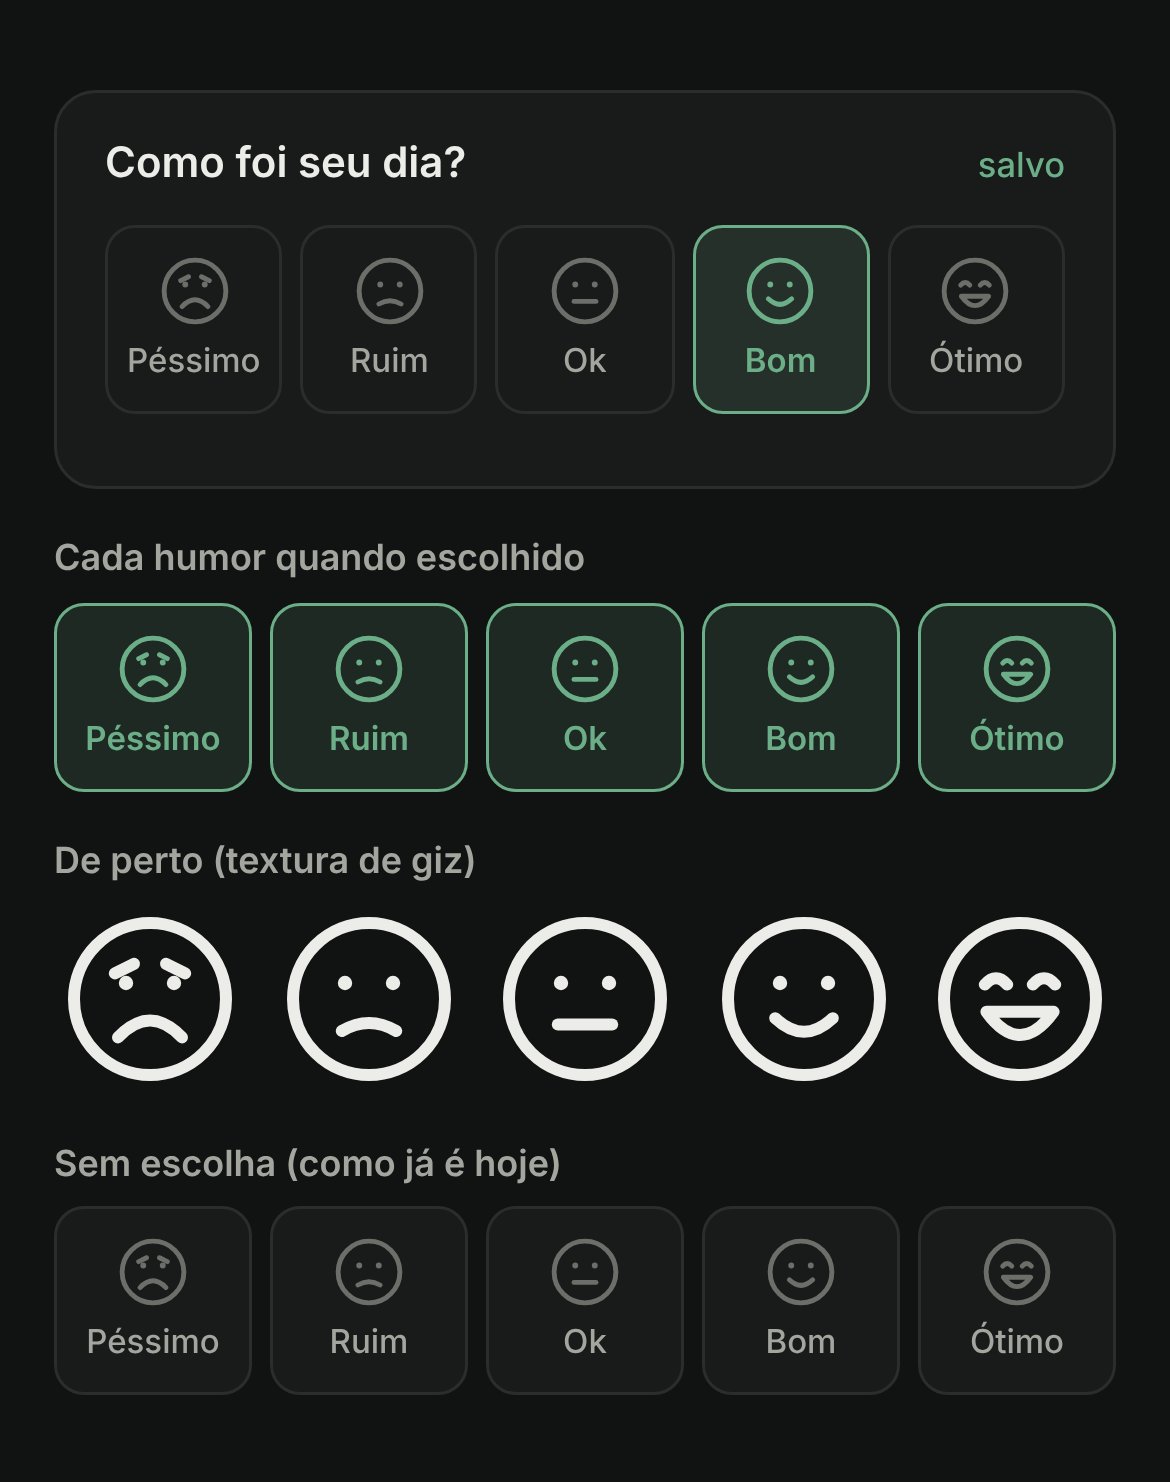 Como foi seu dia?
salvo
Péssimo
Ruim
Ok
Bom
Ótimo
Cada humor quando escolhido
Péssimo
Ruim
Ok
Bom
Ótimo
De perto (textura de giz)
Sem escolha (como já é hoje)
Péssimo
Ruim
Ok
Bom
Ótimo